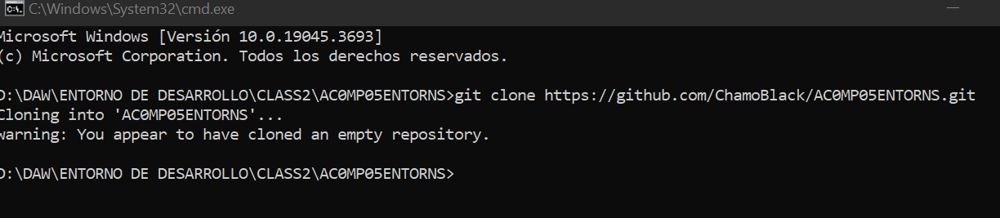 C:\Windows\System32\cmd.exe
Microsoft Windows [Versión 10.0.19045.3693]
(c) Microsoft Corporation. Todos los derechos reservados.
D:\DAW\ENTORNO DE DESARROLLO\CLASS2\AC0MP05ENTORNS>git clone https://github.com/ChamoBlack/AC0MP05ENTORNS.git
Cloning into 'AC0MP05ENTORNS'...
warning: You appear to have cloned an empty repository.
D:\DAW\ENTORNO DE DESARROLLO\CLASS2\AC0MP05ENTORNS>